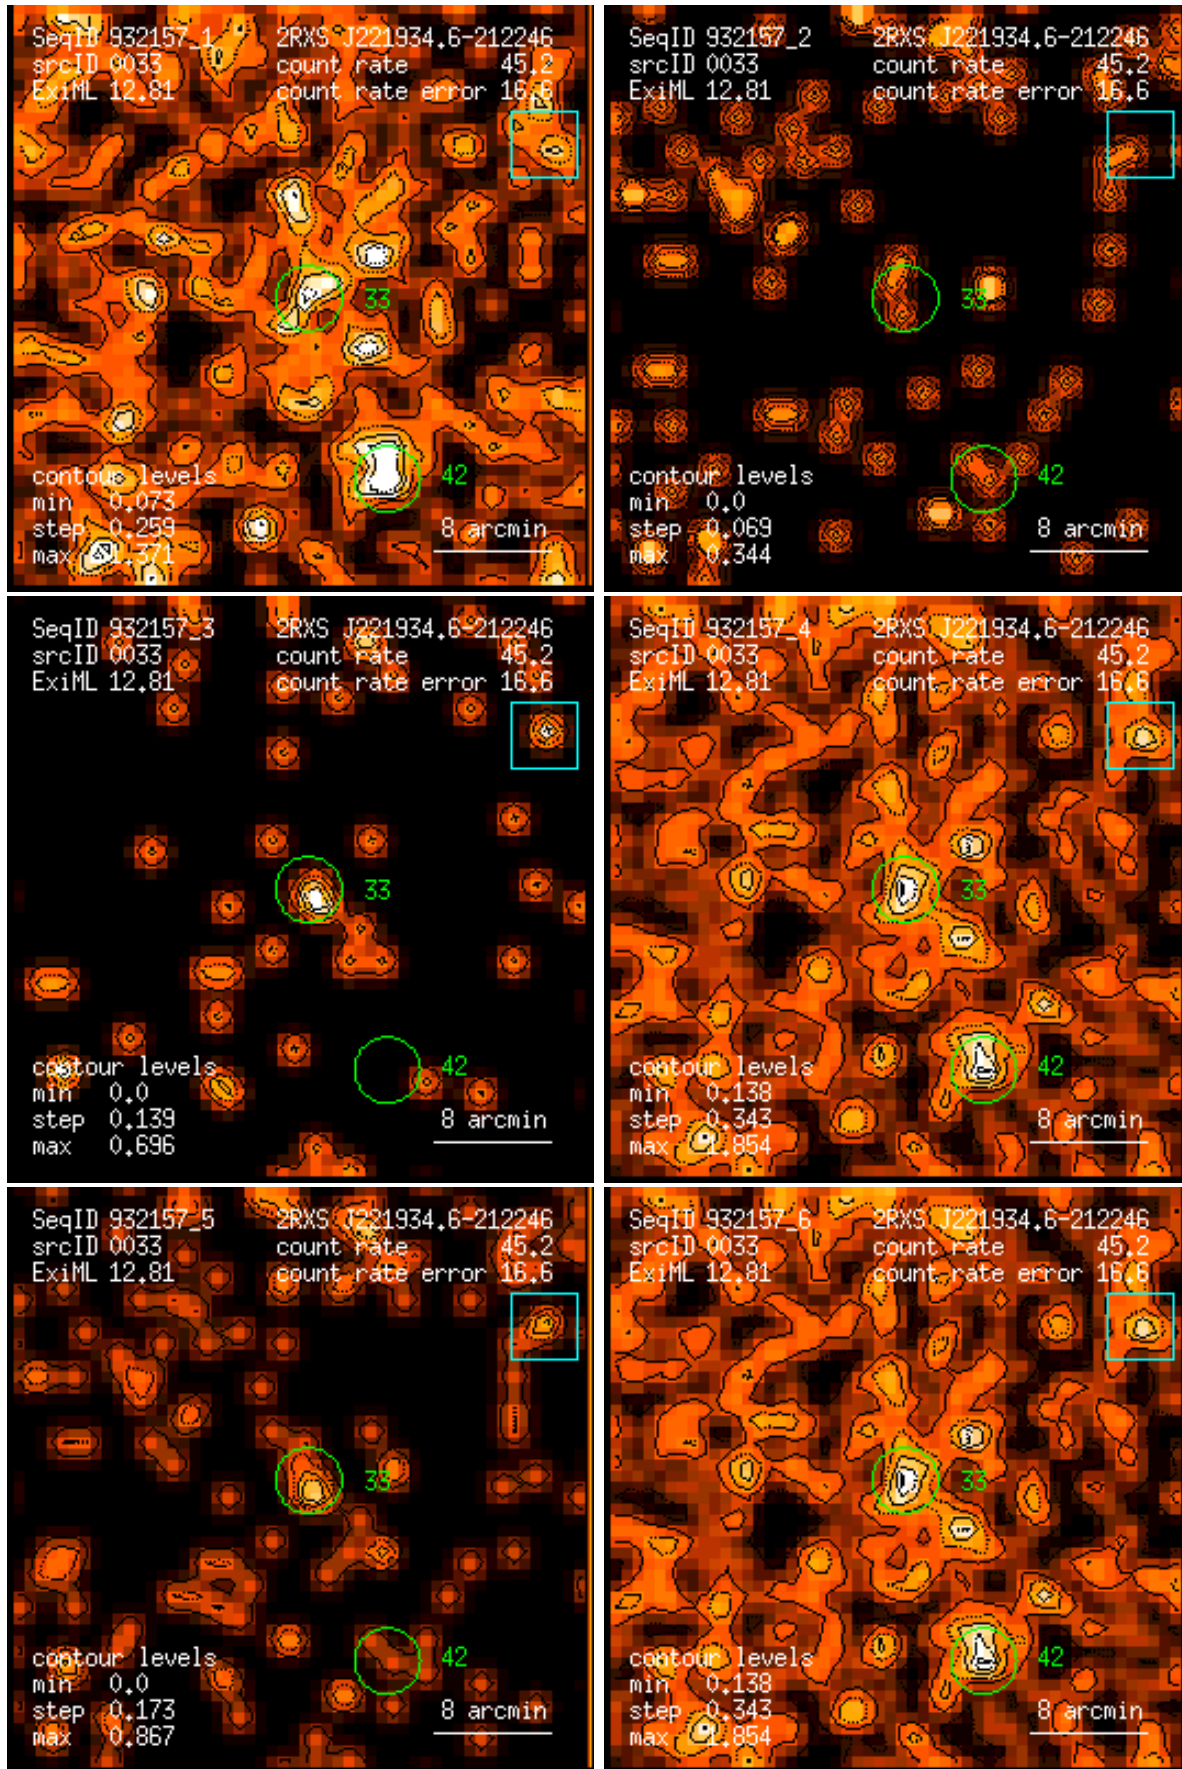 SeqID 932157_1 2RXS J221934.6-212246
srcID 0033 count rate 45.2
ExiML 12.81 count rate error 16.6
33
42
contour levels
min 0.073
step 0.259
max 1.371
8 arcmin
SeqID 932157_2 2RXS J221934.6-212246
srcID 0033 count rate 45.2
ExiML 12.81 count rate error 16.6
33
42
contour levels
min 0.0
step 0.069
max 0.344
8 arcmin
SeqID 932157_3 2RXS J221934.6-212246
srcID 0033 count rate 45.2
ExiML 12.81 count rate error 16.6
33
42
contour levels
min 0.0
step 0.139
max 0.696
8 arcmin
SeqID 932157_4 2RXS J221934.6-212246
srcID 0033 count rate 45.2
ExiML 12.81 count rate error 16.6
33
42
contour levels
min 0.138
step 0.343
max 1.854
8 arcmin
SeqID 932157_5 2RXS J221934.6-212246
srcID 0033 count rate 45.2
ExiML 12.81 count rate error 16.6
33
42
contour levels
min 0.0
step 0.173
max 0.867
8 arcmin
SeqID 932157_6 2RXS J221934.6-212246
srcID 0033 count rate 45.2
ExiML 12.81 count rate error 16.6
33
42
contour levels
min 0.138
step 0.343
max 1.854
8 arcmin